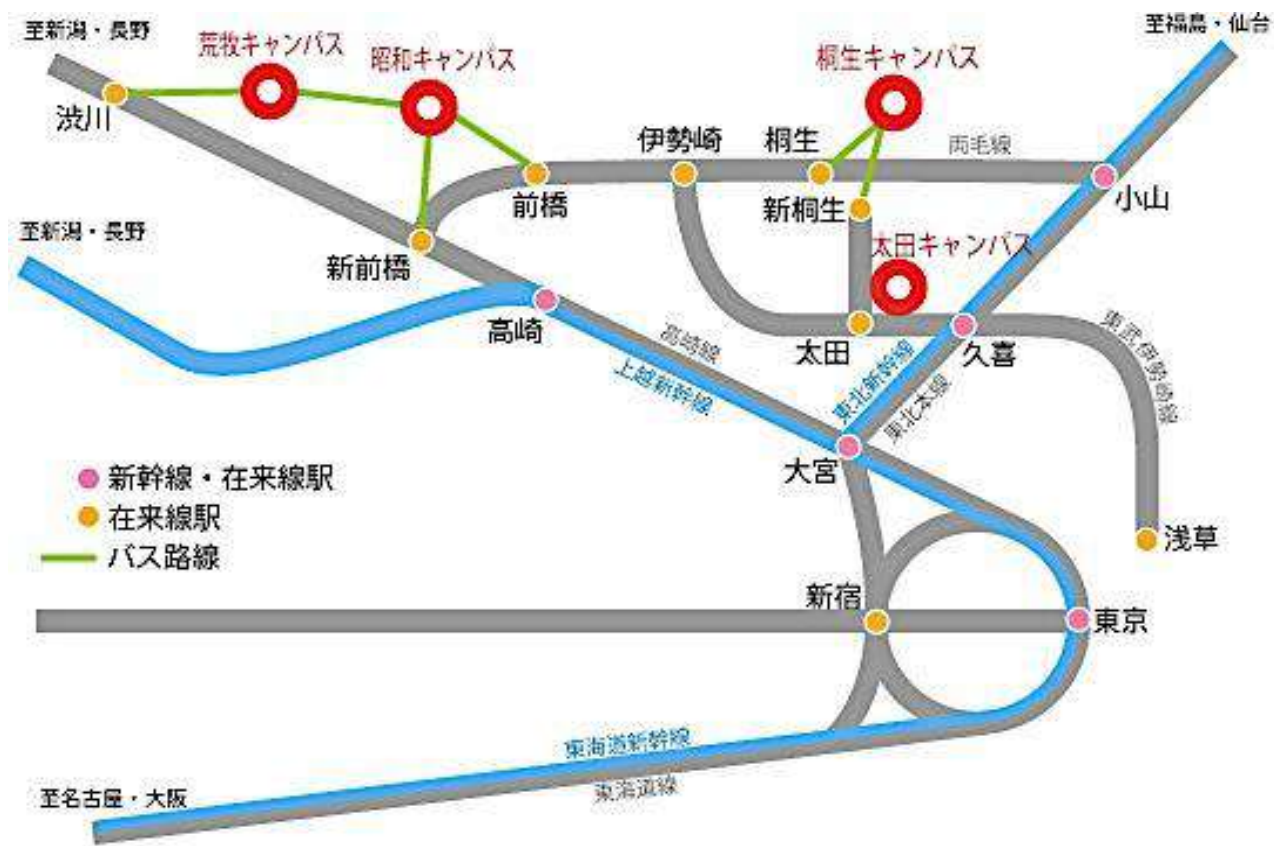 至新潟・長野
荒牧キャンパス
昭和キャンパス
桐生キャンパス
至福島・仙台
渋川
伊勢崎
桐生
両毛線
前橋
新桐生
小山
至新潟・長野
新前橋
太田キャンパス
高崎
高崎線
上越新幹線
太田
東北新幹線
久喜
東北本線
東武伊勢崎線
大宮
新幹線・在来線駅
在来線駅
バス路線
浅草
新宿
東京
東海道新幹線
東海道線
至名古屋・大阪